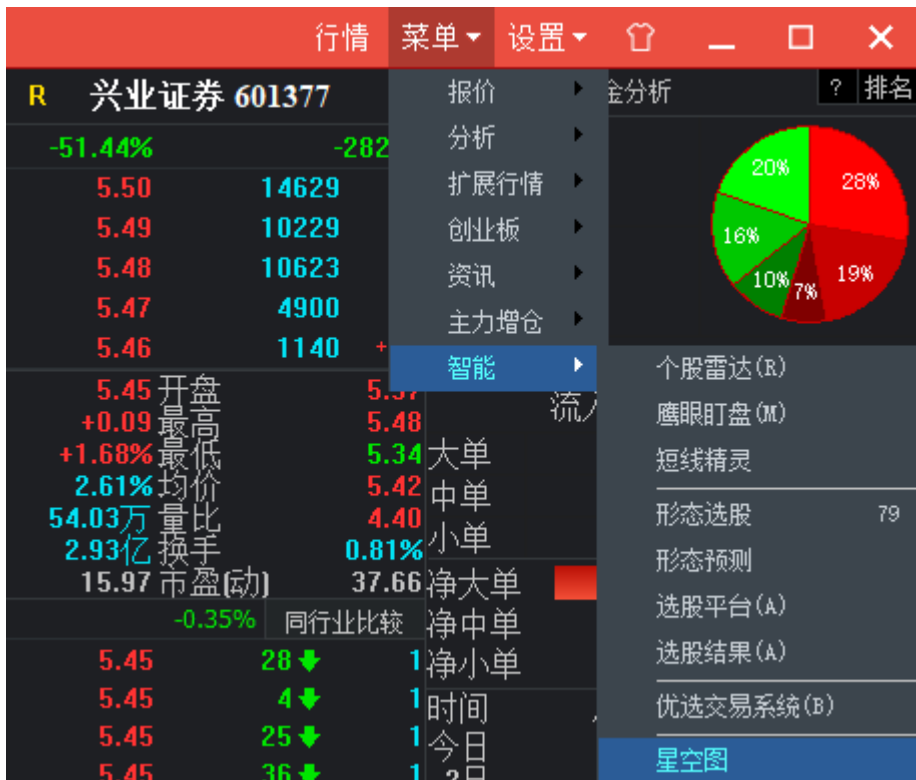 行情 菜单 设置
R 兴业证券 601377
-51.44% -282
5.50 14629
5.49 10229
5.48 10623
5.47 4900
5.46 1140 +
5.45 开盘
+0.09 最高 5.48
+1.68% 最低 5.34
2.61% 均价 5.42
54.03万 量比 4.40
2.93亿 换手 0.81%
15.97 市盈(动) 37.66
-0.35% 同行业比较
5.45 28 1
5.45 4 1
5.45 25 1
5.45 36 1
报价
分析
扩展行情
创业板
资讯
主力增仓
智能
金分析 ? 排名
20% 28%
16%
10% 7% 19%
大单
中单
小单
净大单
净中单
净小单
时间
今日
个股雷达(R)
鹰眼盯盘(M)
短线精灵
形态选股 79
形态预测
选股平台(A)
选股结果(A)
优选交易系统(B)
星空图